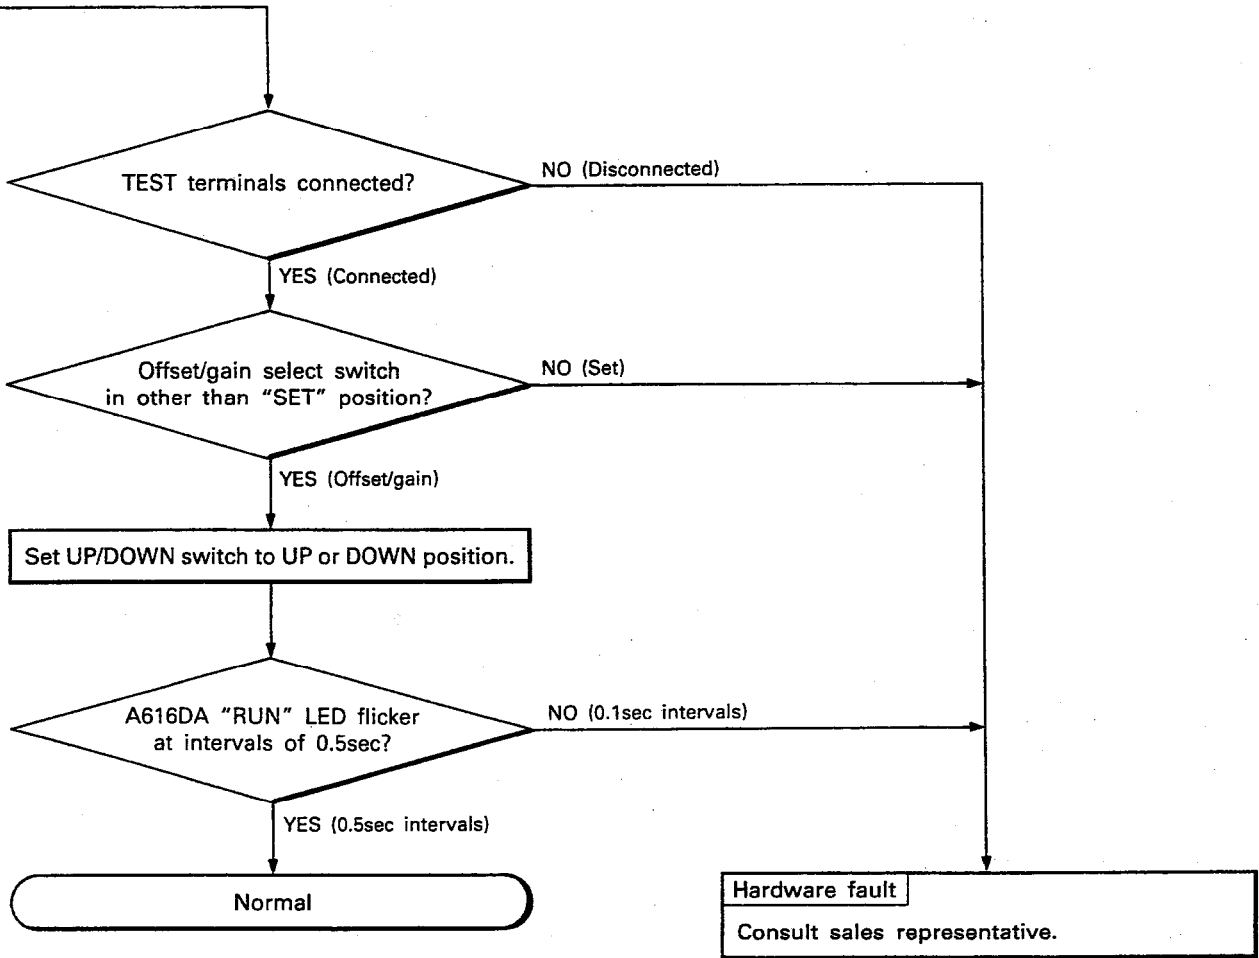 TEST terminals connected?
NO (Disconnected)
YES (Connected)
Offset/gain select switch
in other than "SET" position?
NO (Set)
YES (Offset/gain)
Set UP/DOWN switch to UP or DOWN position.
A616DA "RUN" LED flicker
at intervals of 0.5sec?
NO (0.1sec intervals)
YES (0.5sec intervals)
Normal
Hardware fault
Consult sales representative.